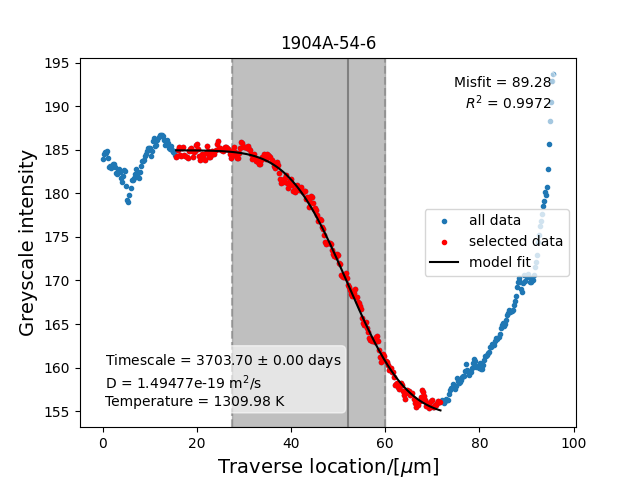 1904A-54-6
Misfit = 89.28
R² = 0.9972
195
190
185
180
175
170
165
160
155
Greyscale intensity
all data
selected data
model fit
Timescale = 3703.70 ± 0.00 days
D = 1.49477e-19 m²/s
Temperature = 1309.98 K
0 20 40 60 80 100
Traverse location/[μm]